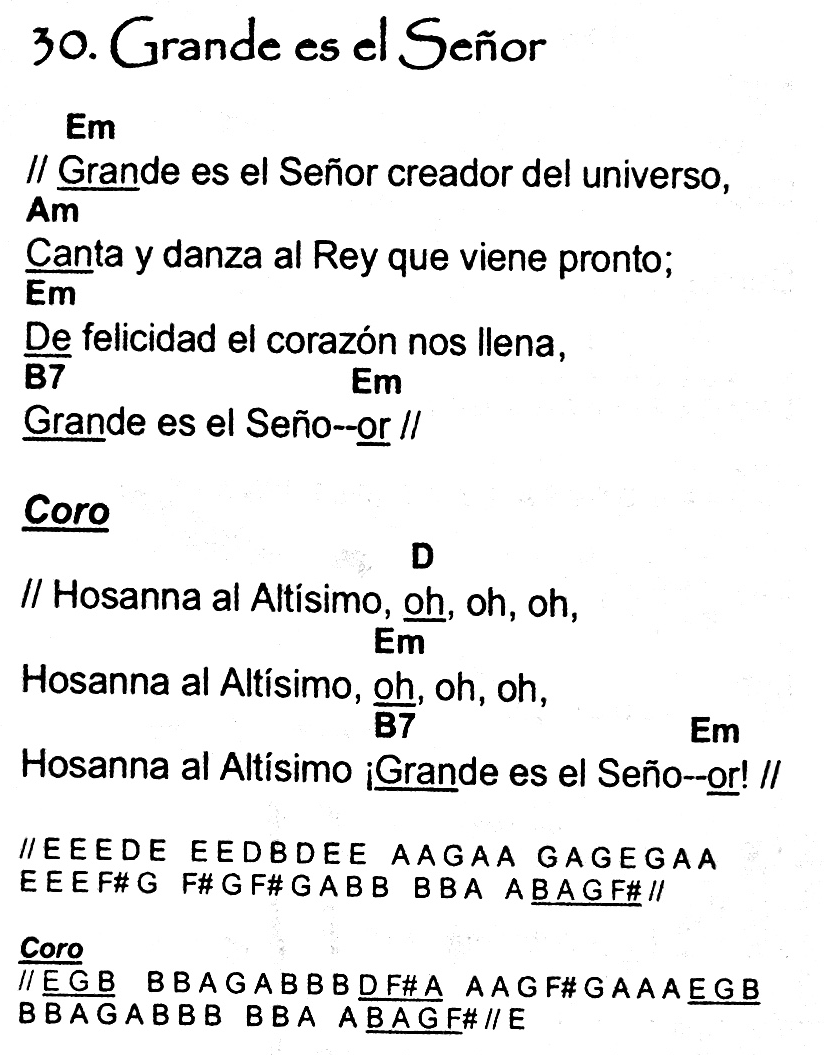 30. Grande es el Señor
Em
// Grande es el Señor creador del universo,
Am
Canta y danza al Rey que viene pronto;
Em
De felicidad el corazón nos llena,
B7 Em
Grande es el Seño--or //
Coro
D
// Hosanna al Altísimo, oh, oh, oh,
Em
Hosanna al Altísimo, oh, oh, oh,
B7 Em
Hosanna al Altísimo ¡Grande es el Seño--or! //
// E E E D E E E D B D E E A A G A A G A G E G A A
E E E F# G F# G F# G A B B B B A A B A G F# //
Coro
// E G B B B A G A B B B D F# A A A G F# G A A A E G B
B B A G A B B B B B A A B A G F# // E